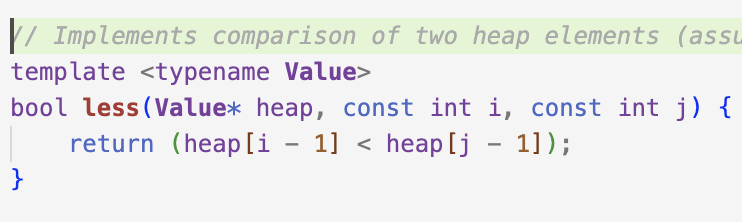 // Implements comparison of two heap elements (assu
template <typename Value>
bool less(Value* heap, const int i, const int j) {
    return (heap[i - 1] < heap[j - 1]);
}